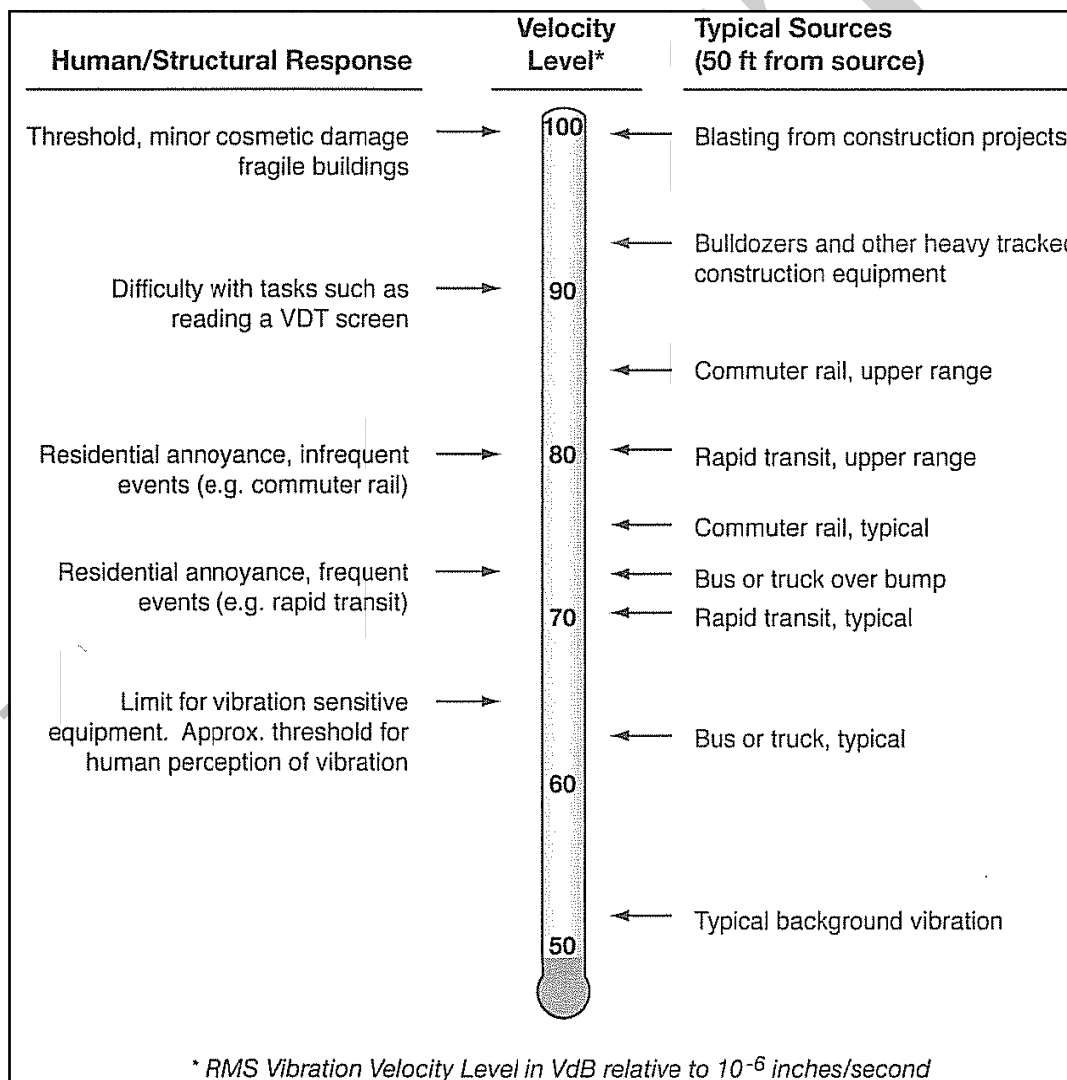 Human/Structural Response
Velocity
Level*
Typical Sources
(50 ft from source)
Threshold, minor cosmetic damage
fragile buildings
Difficulty with tasks such as
reading a VDT screen
Residential annoyance, infrequent
events (e.g. commuter rail)
Residential annoyance, frequent
events (e.g. rapid transit)
Limit for vibration sensitive
equipment. Approx. threshold for
human perception of vibration
100
90
80
70
60
50
Blasting from construction projects
Bulldozers and other heavy tracked
construction equipment
Commuter rail, upper range
Rapid transit, upper range
Commuter rail, typical
Bus or truck over bump
Rapid transit, typical
Bus or truck, typical
Typical background vibration
* RMS Vibration Velocity Level in VdB relative to 10⁻⁶ inches/second